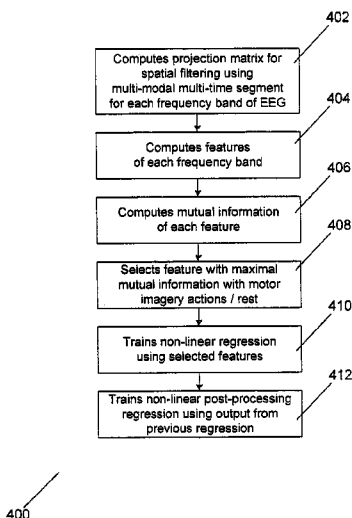 402
Computes projection matrix for
spatial filtering using
multi-modal multi-time segment
for each frequency band of EEG
404
Computes features
of each frequency band
406
Computes mutual information
of each feature
408
Selects feature with maximal
mutual information with motor
imagery actions / rest
410
Trains non-linear regression
using selected features
412
Trains non-linear post-processing
regression using output from
previous regression
400